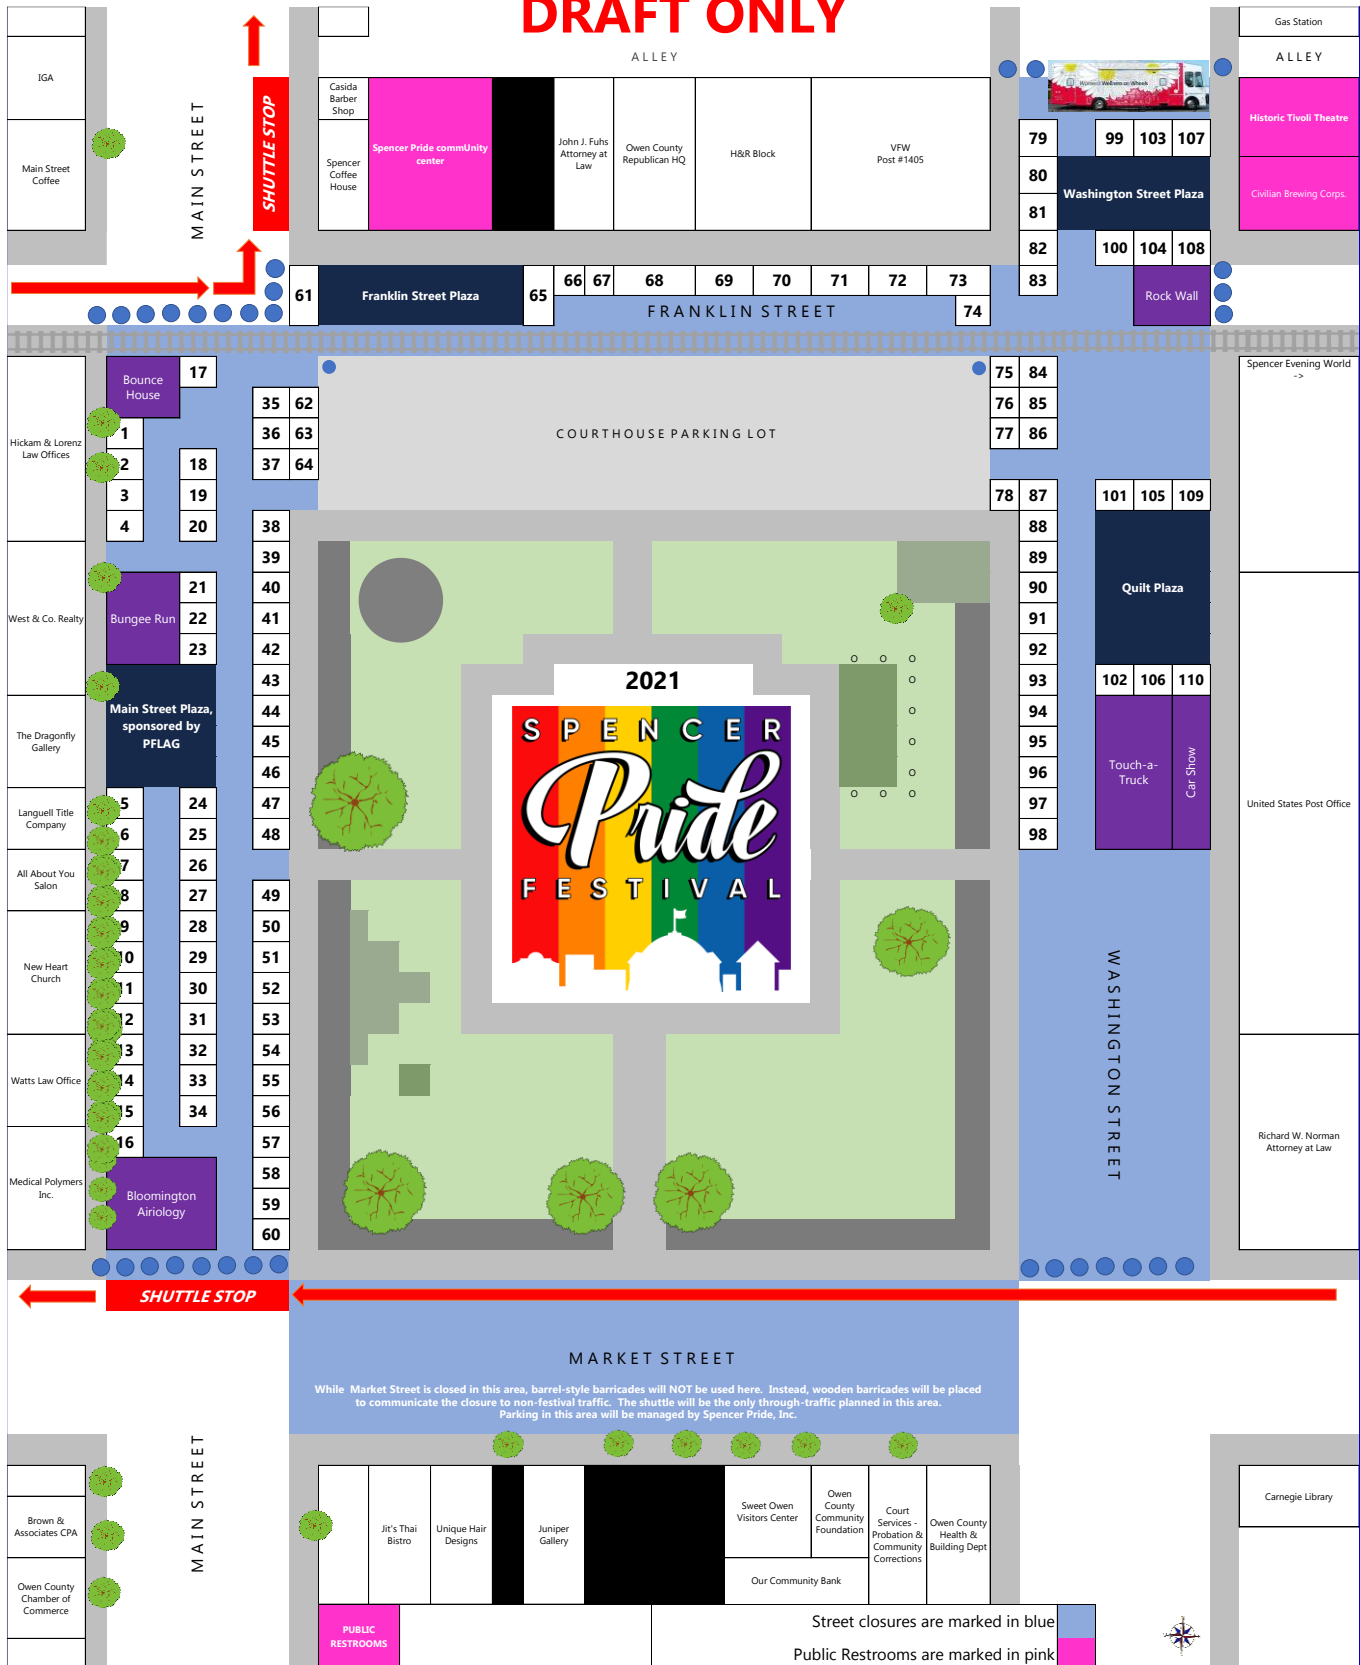 DRAFT ONLY
Gas Station
ALLEY
ALLEY
IGA
Main Street
Coffee
MAIN STREET
SHUTTLE STOP
Casida
Barber
Shop
Spencer
Coffee
House
Spencer Pride commUnity
center
John J. Fuhs
Attorney at
Law
Owen County
Republican HQ
H&R Block
VFW
Post #1405
Women's Wellness on Wheels
79
99
103
107
80
81
Washington Street Plaza
82
100
104
108
83
Rock Wall
Historic Tivoli Theatre
Civilian Brewing Corps.
61
Franklin Street Plaza
65
66
67
68
69
70
71
72
73
74
FRANKLIN STREET
Bounce
House
17
35
62
36
63
37
64
1
2
3
4
18
19
20
38
39
40
41
42
43
44
45
46
47
48
Hickam & Lorenz
Law Offices
West & Co. Realty
Bungee Run
21
22
23
Main Street Plaza,
sponsored by
PFLAG
The Dragonfly
Gallery
Languell Title
Company
All About You
Salon
New Heart
Church
Watts Law Office
Medical Polymers
Inc.
5
6
7
8
9
10
11
12
13
14
15
16
24
25
26
27
28
29
30
31
32
33
34
49
50
51
52
53
54
55
56
57
58
59
60
Bloomington
Airiology
COURTHOUSE PARKING LOT
2021
SPENCER
Pride
FESTIVAL
o o o
o
o
o
o
o o o
75
84
76
85
77
86
78
87
88
89
90
91
92
93
94
95
96
97
98
101
105
109
Quilt Plaza
102
106
110
Touch-a-
Truck
Car Show
WASHINGTON STREET
Spencer Evening World
->
United States Post Office
Richard W. Norman
Attorney at Law
SHUTTLE STOP
MARKET STREET
While Market Street is closed in this area, barrel-style barricades will NOT be used here. Instead, wooden barricades will be placed
to communicate the closure to non-festival traffic. The shuttle will be the only through-traffic planned in this area.
Parking in this area will be managed by Spencer Pride, Inc.
MAIN STREET
Brown &
Associates CPA
Owen County
Chamber of
Commerce
Jit's Thai
Bistro
Unique Hair
Designs
Juniper
Gallery
Sweet Owen
Visitors Center
Owen
County
Community
Foundation
Our Community Bank
Court
Services -
Probation &
Community
Corrections
Owen County
Health &
Building Dept
Carnegie Library
PUBLIC
RESTROOMS
Street closures are marked in blue
Public Restrooms are marked in pink